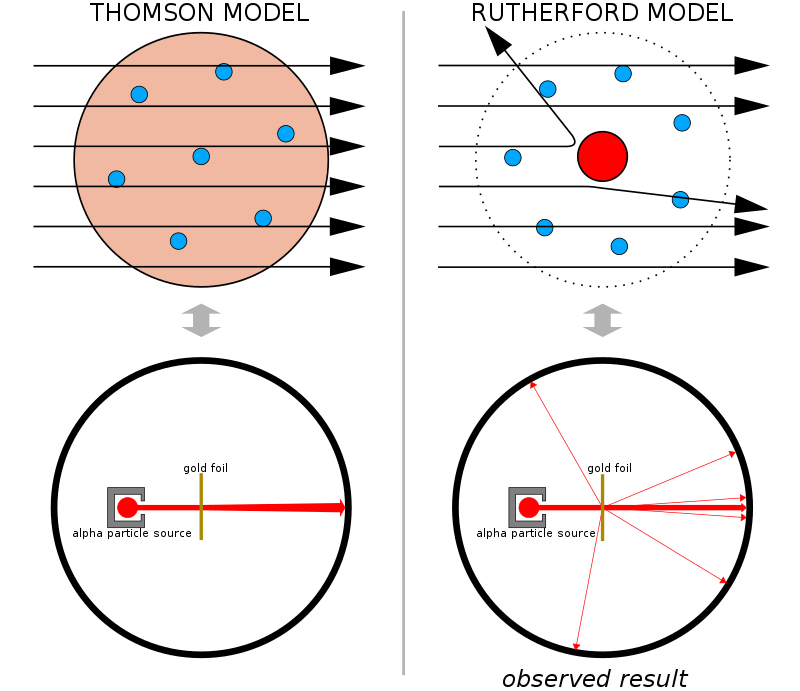 THOMSON MODEL
RUTHERFORD MODEL
gold foil
alpha particle source
gold foil
alpha particle source
observed result